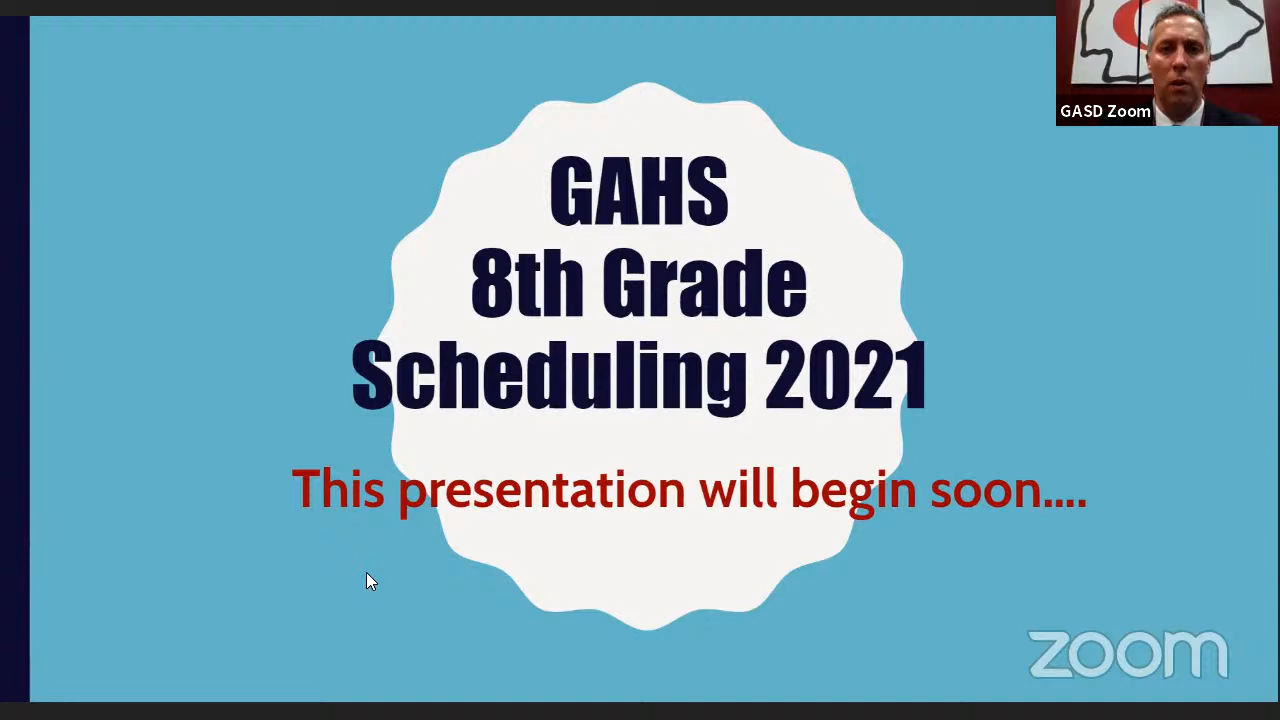 GAHS
8th Grade
Scheduling 2021
This presentation will begin soon....
GASD Zoom
zoom